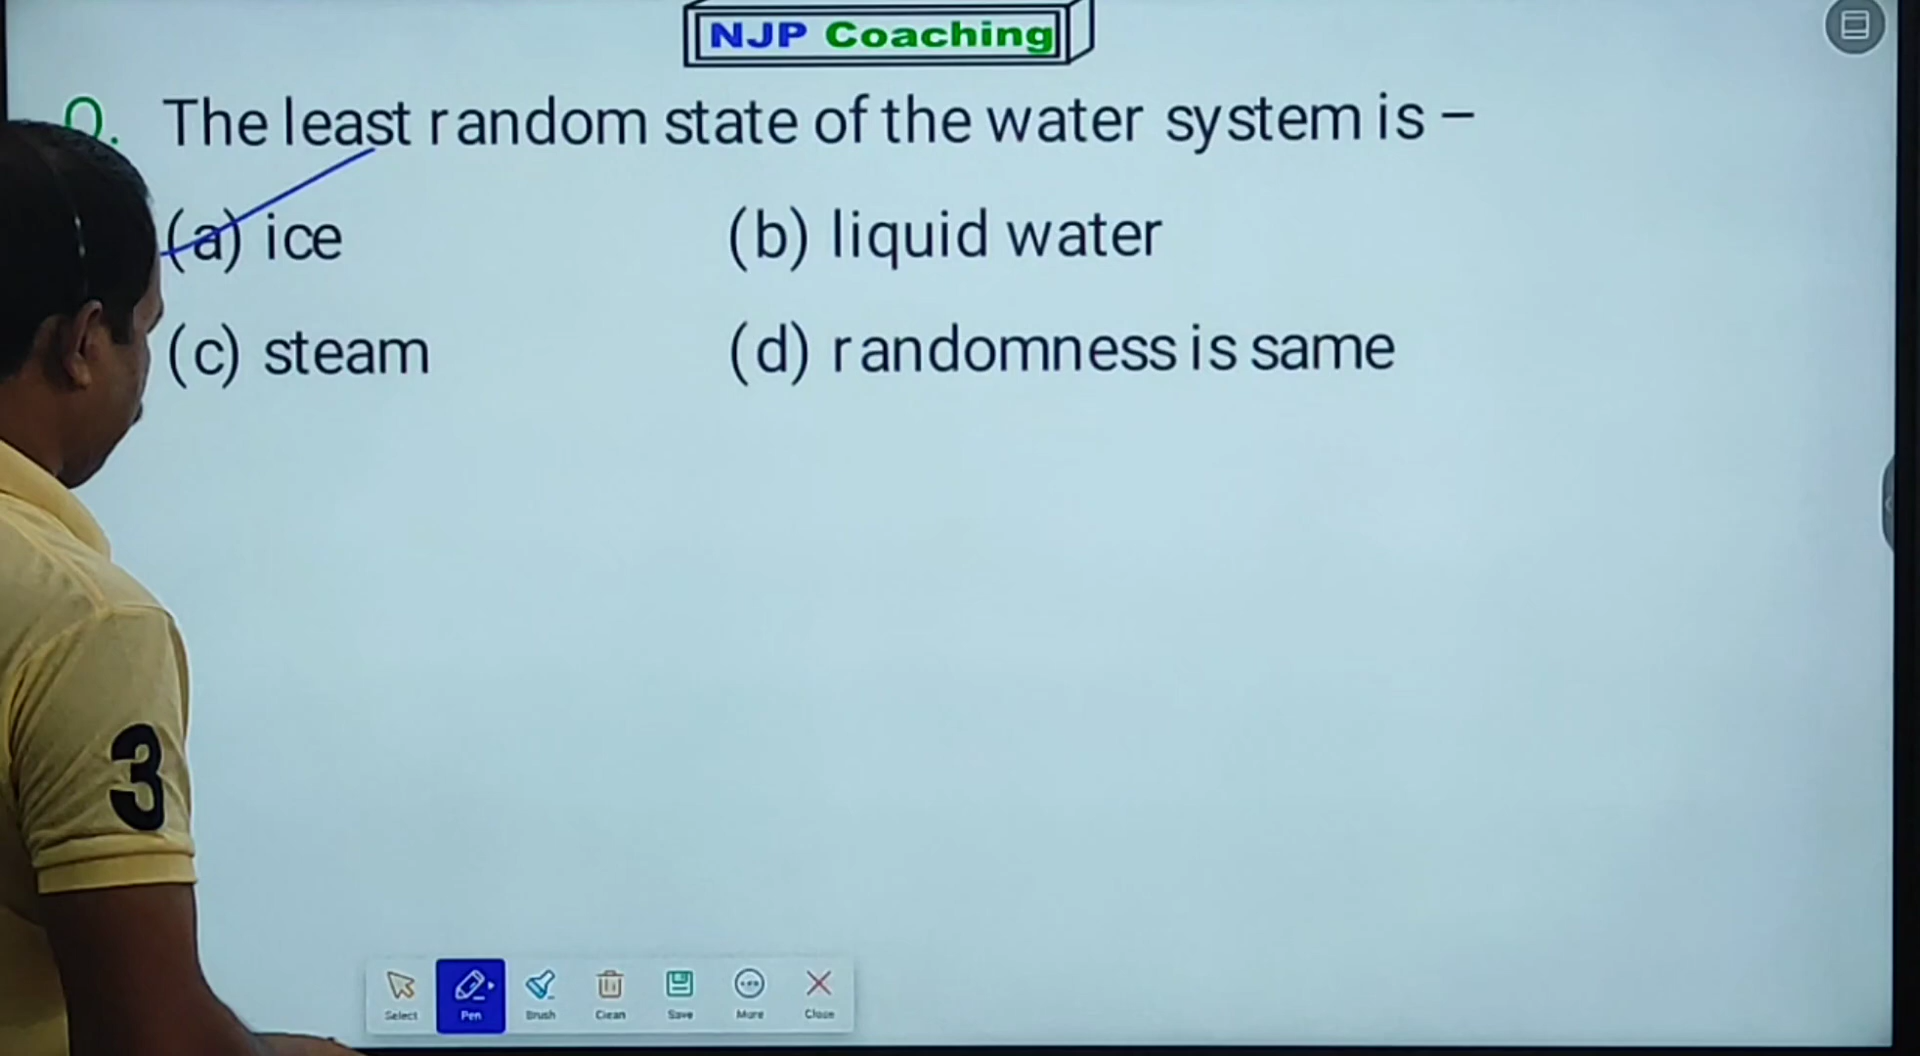 NJP Coaching
Q. The least random state of the water system is –
(a) ice
(b) liquid water
(c) steam
(d) randomness is same
3
Select
Pen
Brush
Clean
Save
More
Close